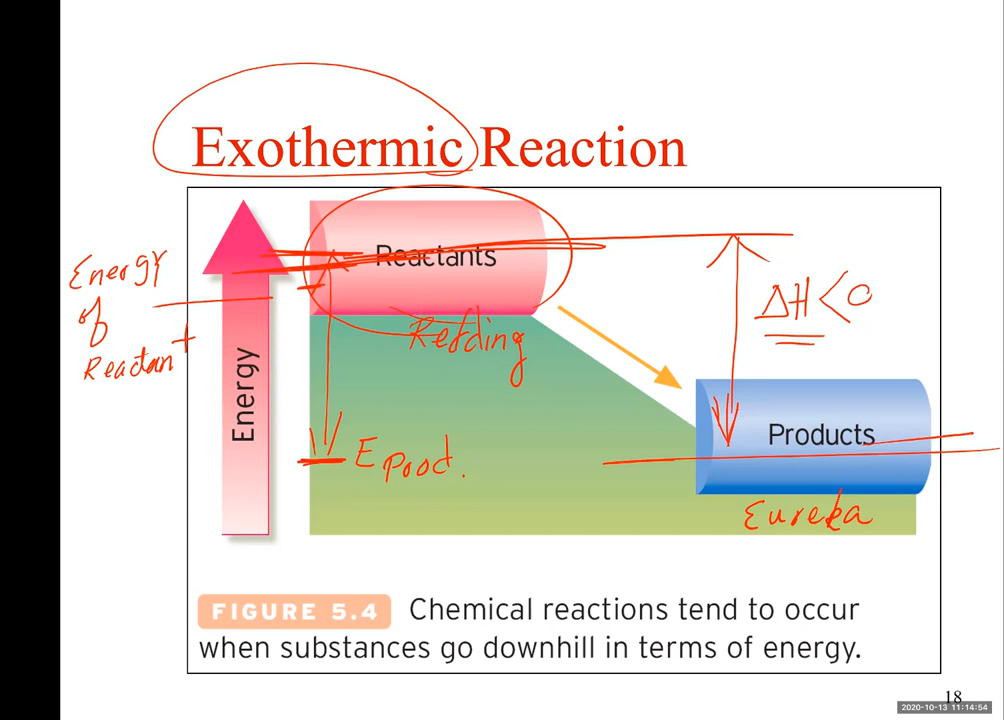 Exothermic Reaction
Reactants
Energy
of
Reactant
Redding
ΔH < 0
Energy
Products
E prod.
Eureka
FIGURE 5.4 Chemical reactions tend to occur
when substances go downhill in terms of energy.
18
2020-10-13 11:14:54